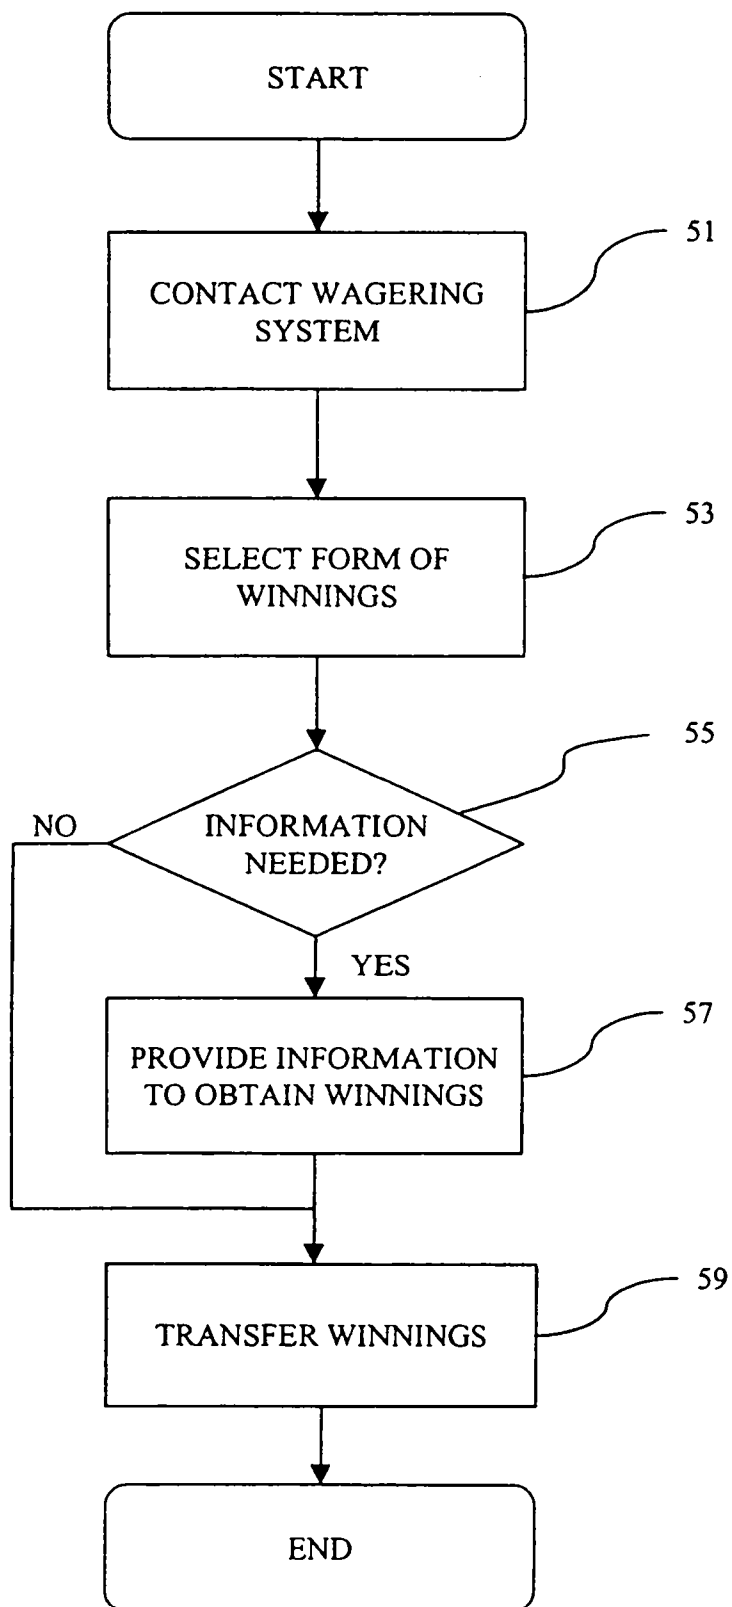 START
51
CONTACT WAGERING
SYSTEM
53
SELECT FORM OF
WINNINGS
55
NO
INFORMATION
NEEDED?
YES
57
PROVIDE INFORMATION
TO OBTAIN WINNINGS
59
TRANSFER WINNINGS
END